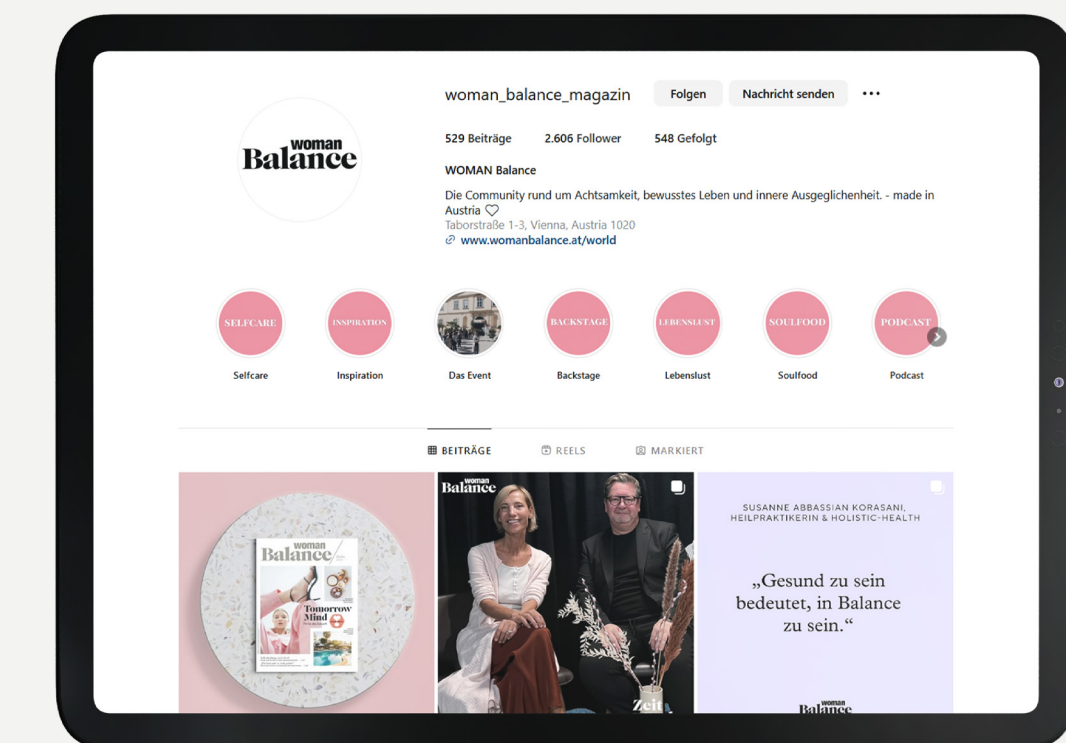 woman_balance_magazin
Folgen
Nachricht senden
529 Beiträge
2.606 Follower
548 Gefolgt
woman
Balance
WOMAN Balance
Die Community rund um Achtsamkeit, bewusstes Leben und innere Ausgeglichenheit. - made in
Austria
Taborstraße 1-3, Vienna, Austria 1020
www.womanbalance.at/world
SELFCARE
INSPIRATION
BACKSTAGE
LEBENSLUST
SOULFOOD
PODCAST
Selfcare
Inspiration
Das Event
Backstage
Lebenslust
Soulfood
Podcast
BEITRÄGE
REELS
MARKIERT
woman
Balance
Tomorrow
Mind
woman
Balance
Zeit
SUSANNE ABBASSIAN KORASANI,
HEILPRAKTIKERIN & HOLISTIC-HEALTH
„Gesund zu sein
bedeutet, in Balance
zu sein.“
woman
Balance